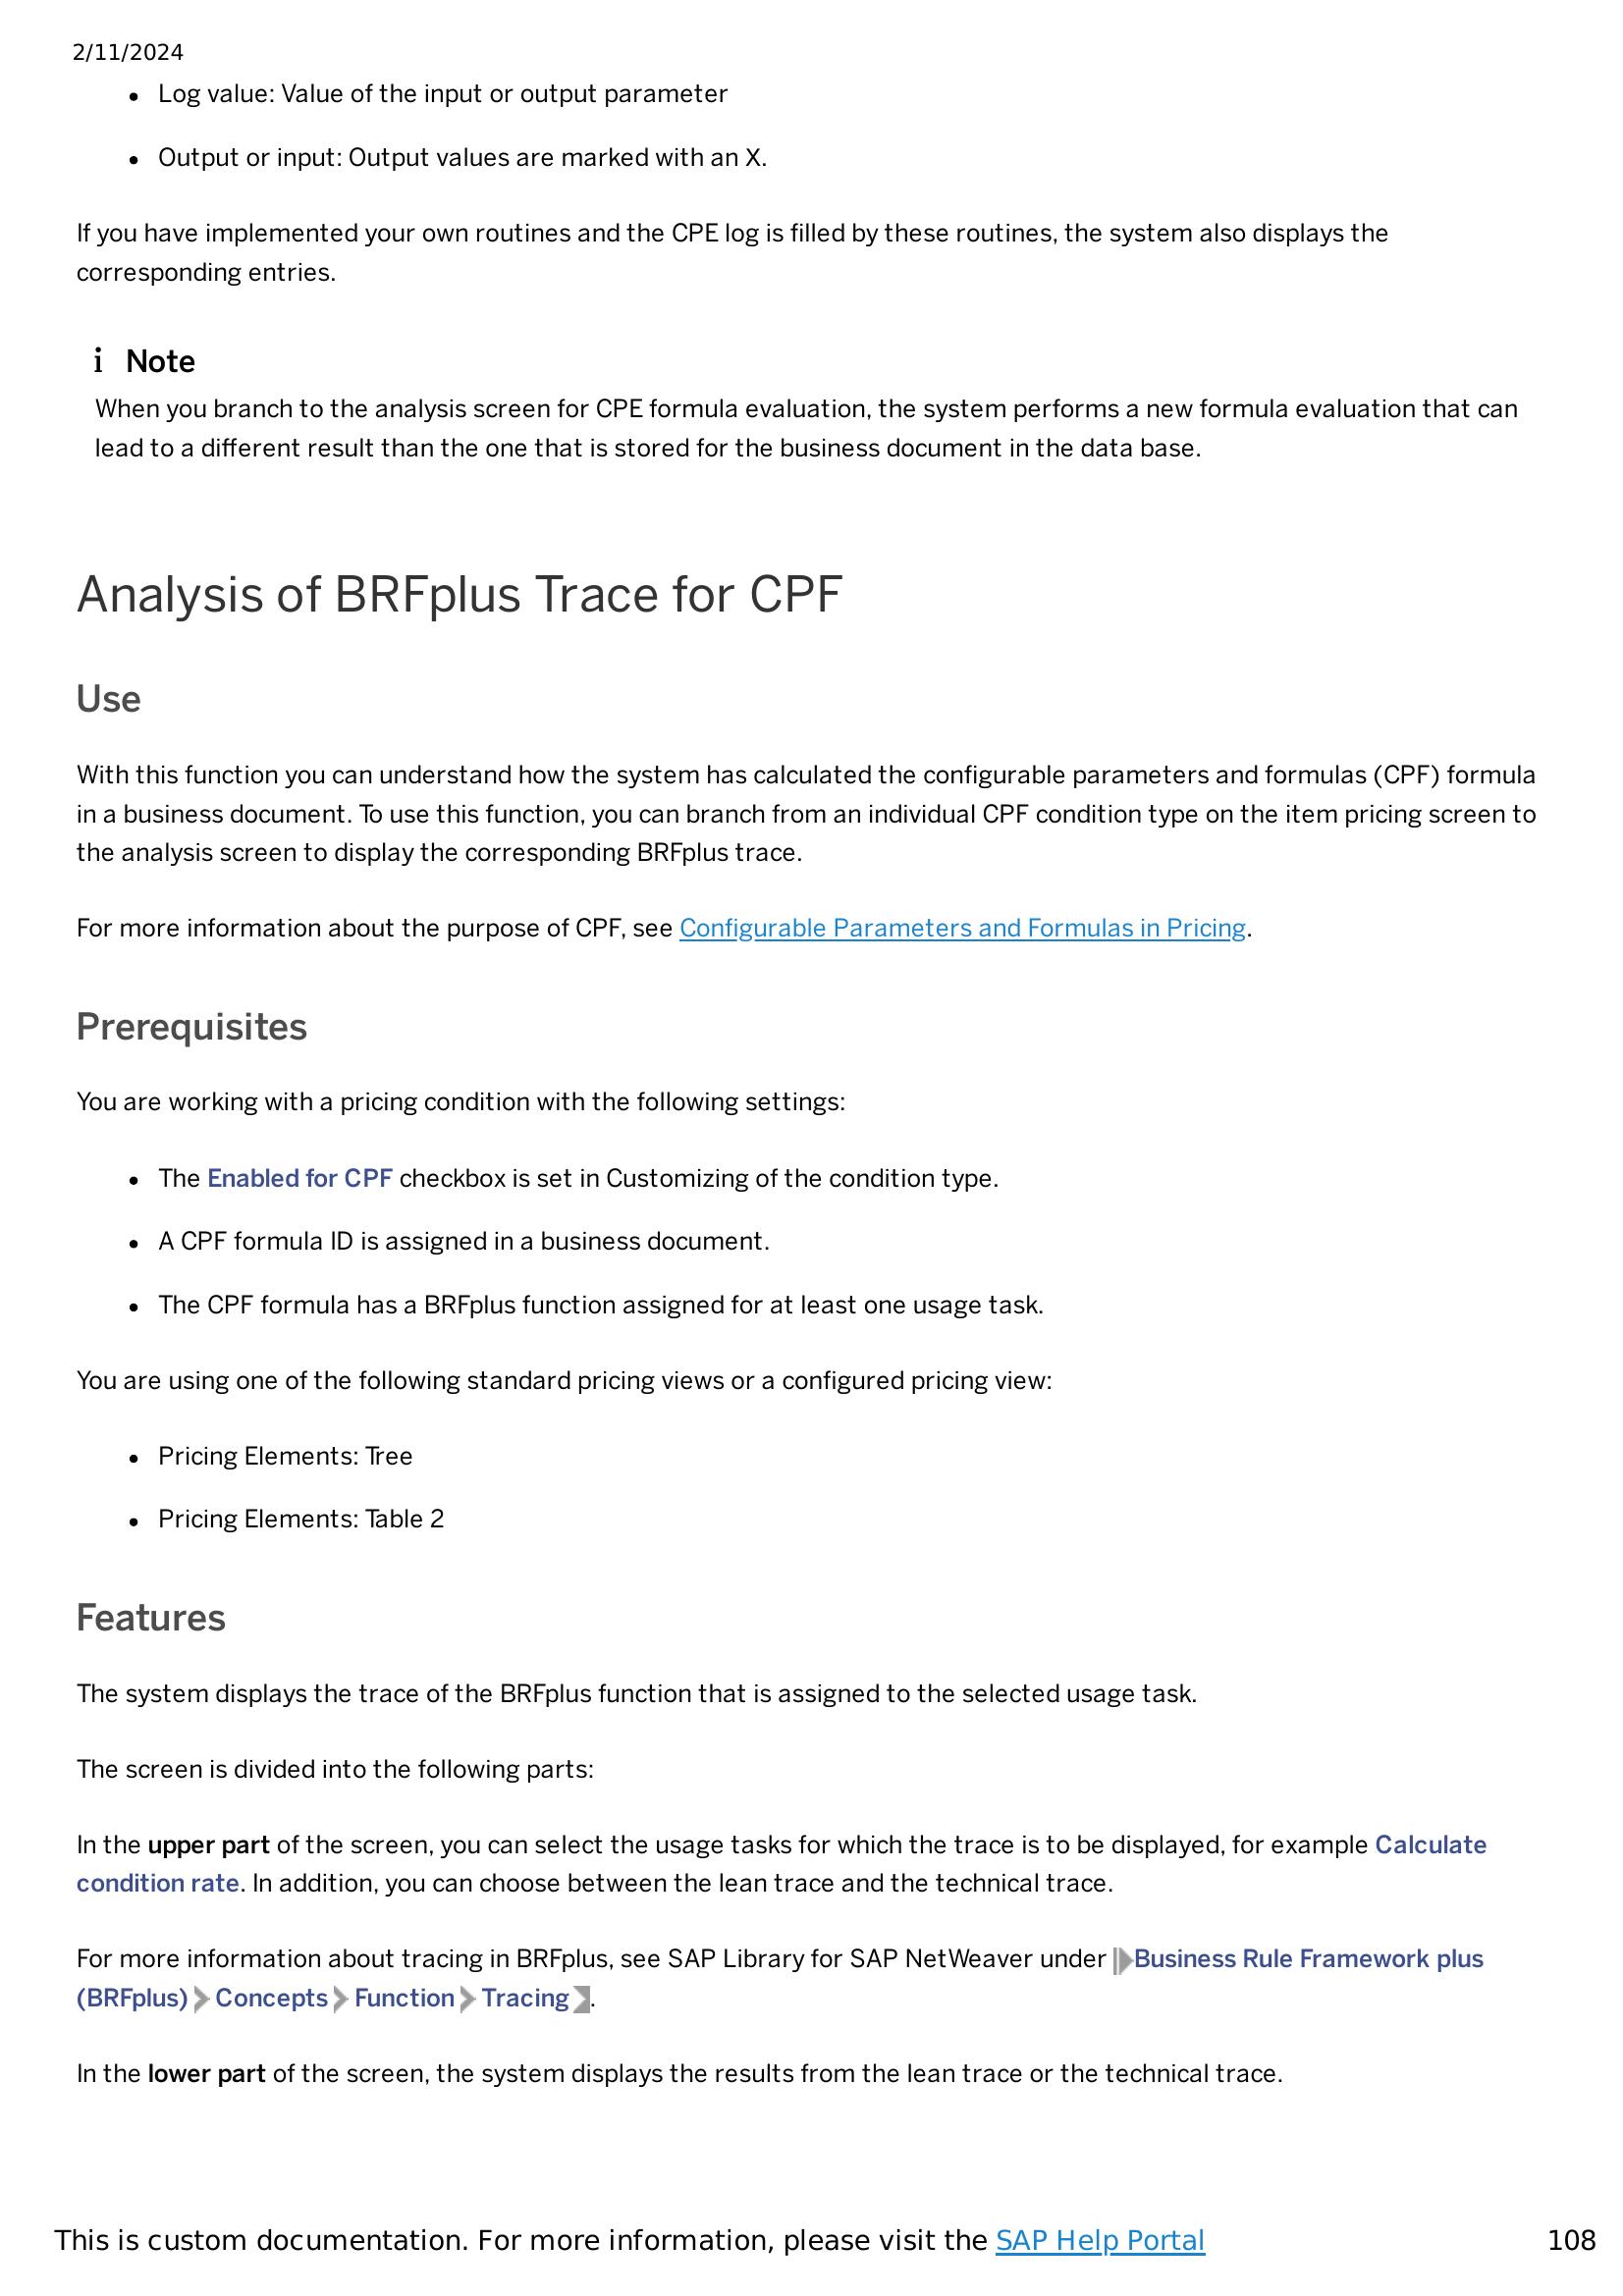 2/11/2024
• Log value: Value of the input or output parameter
• Output or input: Output values are marked with an X.
If you have implemented your own routines and the CPE log is filled by these routines, the system also displays the
corresponding entries.
i Note
When you branch to the analysis screen for CPE formula evaluation, the system performs a new formula evaluation that can
lead to a different result than the one that is stored for the business document in the data base.
Analysis of BRFplus Trace for CPF
Use
With this function you can understand how the system has calculated the configurable parameters and formulas (CPF) formula
in a business document. To use this function, you can branch from an individual CPF condition type on the item pricing screen to
the analysis screen to display the corresponding BRFplus trace.
For more information about the purpose of CPF, see Configurable Parameters and Formulas in Pricing.
Prerequisites
You are working with a pricing condition with the following settings:
• The Enabled for CPF checkbox is set in Customizing of the condition type.
• A CPF formula ID is assigned in a business document.
• The CPF formula has a BRFplus function assigned for at least one usage task.
You are using one of the following standard pricing views or a configured pricing view:
• Pricing Elements: Tree
• Pricing Elements: Table 2
Features
The system displays the trace of the BRFplus function that is assigned to the selected usage task.
The screen is divided into the following parts:
In the upper part of the screen, you can select the usage tasks for which the trace is to be displayed, for example Calculate
condition rate. In addition, you can choose between the lean trace and the technical trace.
For more information about tracing in BRFplus, see SAP Library for SAP NetWeaver under Business Rule Framework plus
(BRFplus) Concepts Function Tracing .
In the lower part of the screen, the system displays the results from the lean trace or the technical trace.
This is custom documentation. For more information, please visit the SAP Help Portal 108